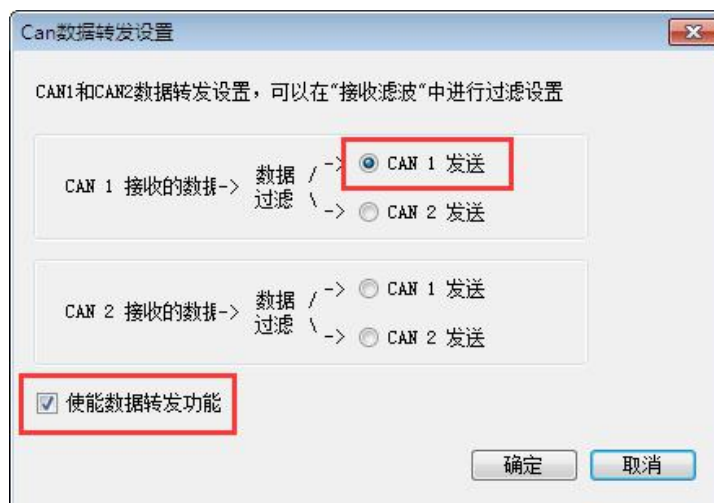 Can数据转发设置
CAN1和CAN2数据转发设置，可以在“接收滤波“中进行过滤设置
CAN 1 接收的数据-> 数据过滤 / -> CAN 1 发送
\ -> CAN 2 发送
CAN 2 接收的数据-> 数据过滤 / -> CAN 1 发送
\ -> CAN 2 发送
使能数据转发功能
确定 取消